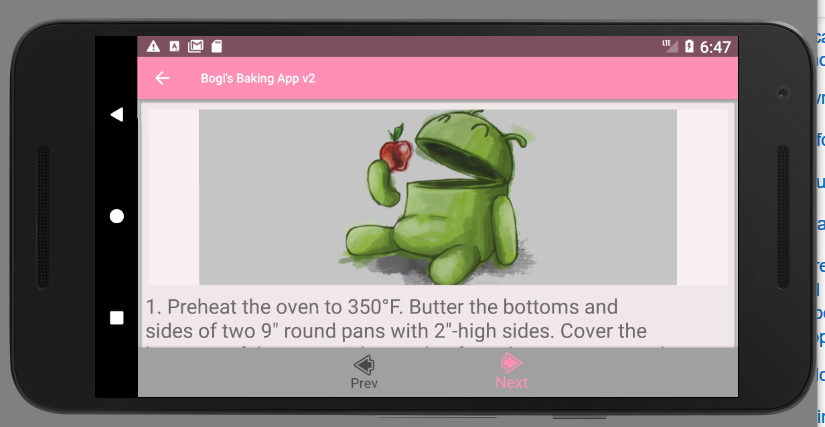 LTE 6:47
Bogi's Baking App v2
1. Preheat the oven to 350°F. Butter the bottoms and
sides of two 9" round pans with 2"-high sides. Cover the
Prev
Next